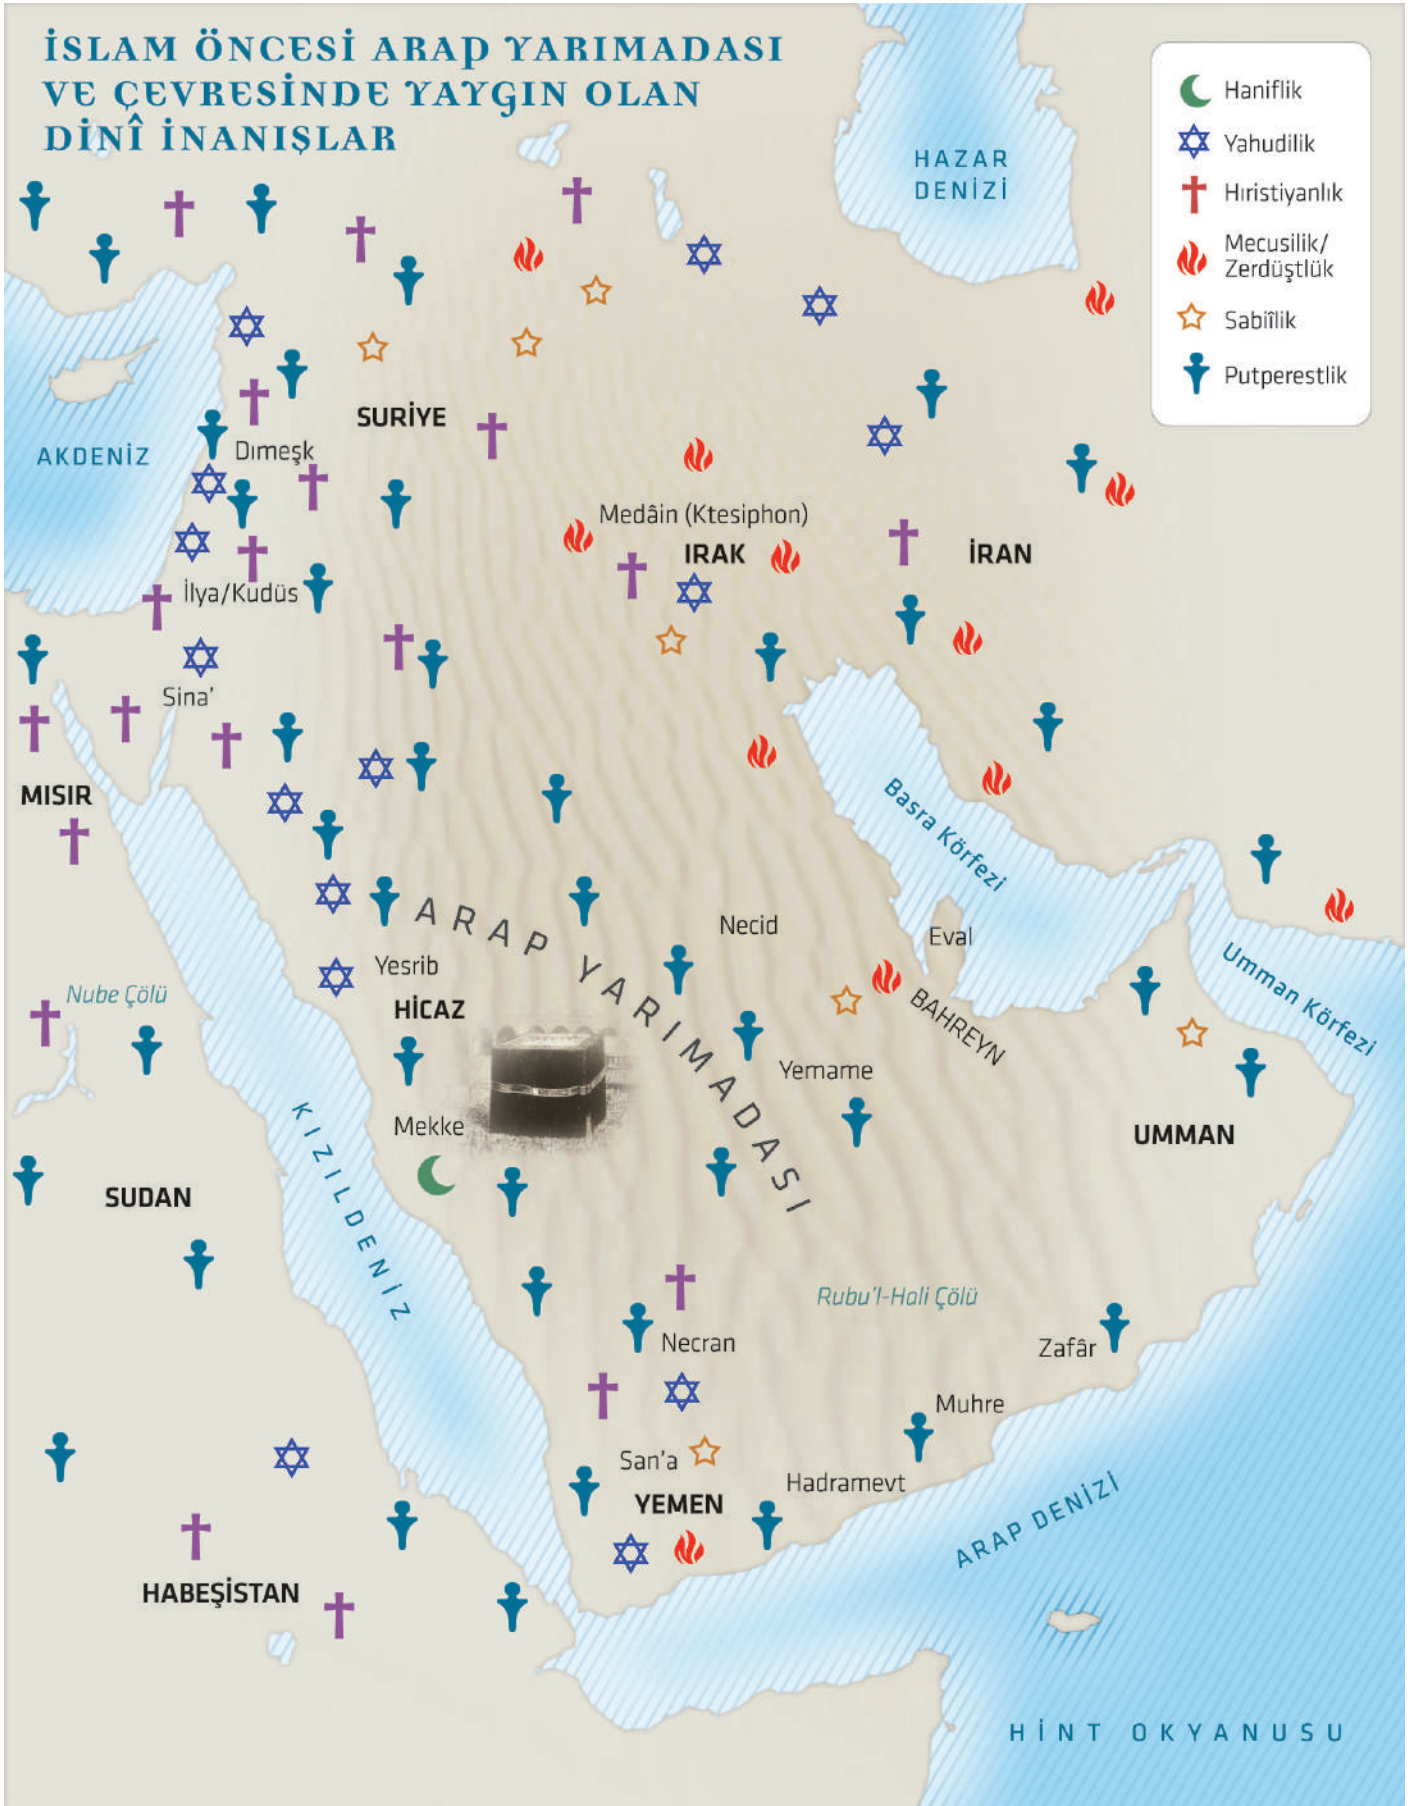 İSLAM ÖNCESİ ARAP YARIMADASI
VE ÇEVRESİNDE YAYGIN OLAN
DİNÎ İNANIŞLAR
Haniflik
Yahudilik
Hıristiyanlık
Mecusilik/
Zerdüştlük
Sabiîlik
Putperestlik
HAZAR
DENİZİ
SURİYE
AKDENİZ
Dımeşk
Medâin (Ktesiphon)
IRAK
İRAN
İlya/Kudüs
Sina'
MISIR
Basra Körfezi
ARAP YARIMADASI
Necid
Eval
Yesrib
Nube Çölü
HİCAZ
BAHREYN
Umman Körfezi
Yemame
Mekke
UMMAN
KIZILDENİZ
SUDAN
Rubu'l-Hali Çölü
Necran
Zafâr
Muhre
San'a
Hadramevt
YEMEN
ARAP DENİZİ
HABEŞİSTAN
HİNT OKYANUSU